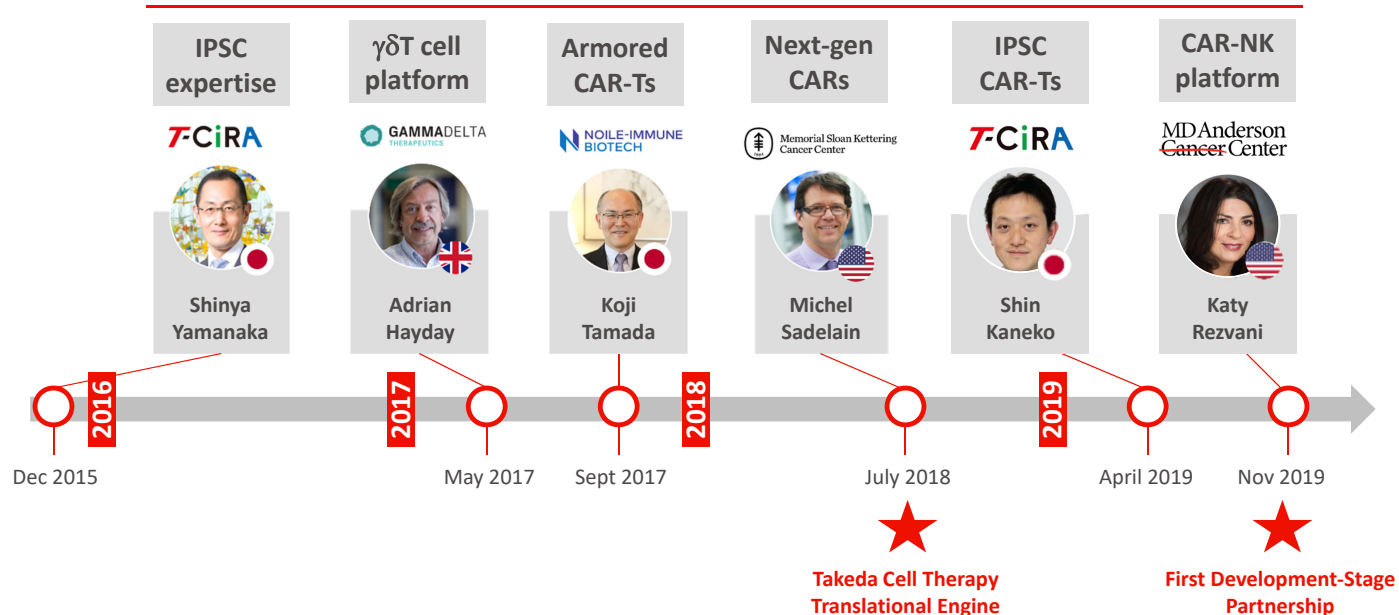 IPSC
expertise
γδT cell
platform
Armored
CAR-Ts
Next-gen
CARs
IPSC
CAR-Ts
CAR-NK
platform
T-CiRA
GAMMADELTA
THERAPEUTICS
NOILE-IMMUNE
BIOTECH
Memorial Sloan Kettering
Cancer Center
T-CiRA
MD Anderson
Cancer Center
Shinya
Yamanaka
Adrian
Hayday
Koji
Tamada
Michel
Sadelain
Shin
Kaneko
Katy
Rezvani
2016
2017
2018
2019
Dec 2015
May 2017
Sept 2017
July 2018
April 2019
Nov 2019
Takeda Cell Therapy
Translational Engine
First Development-Stage
Partnership